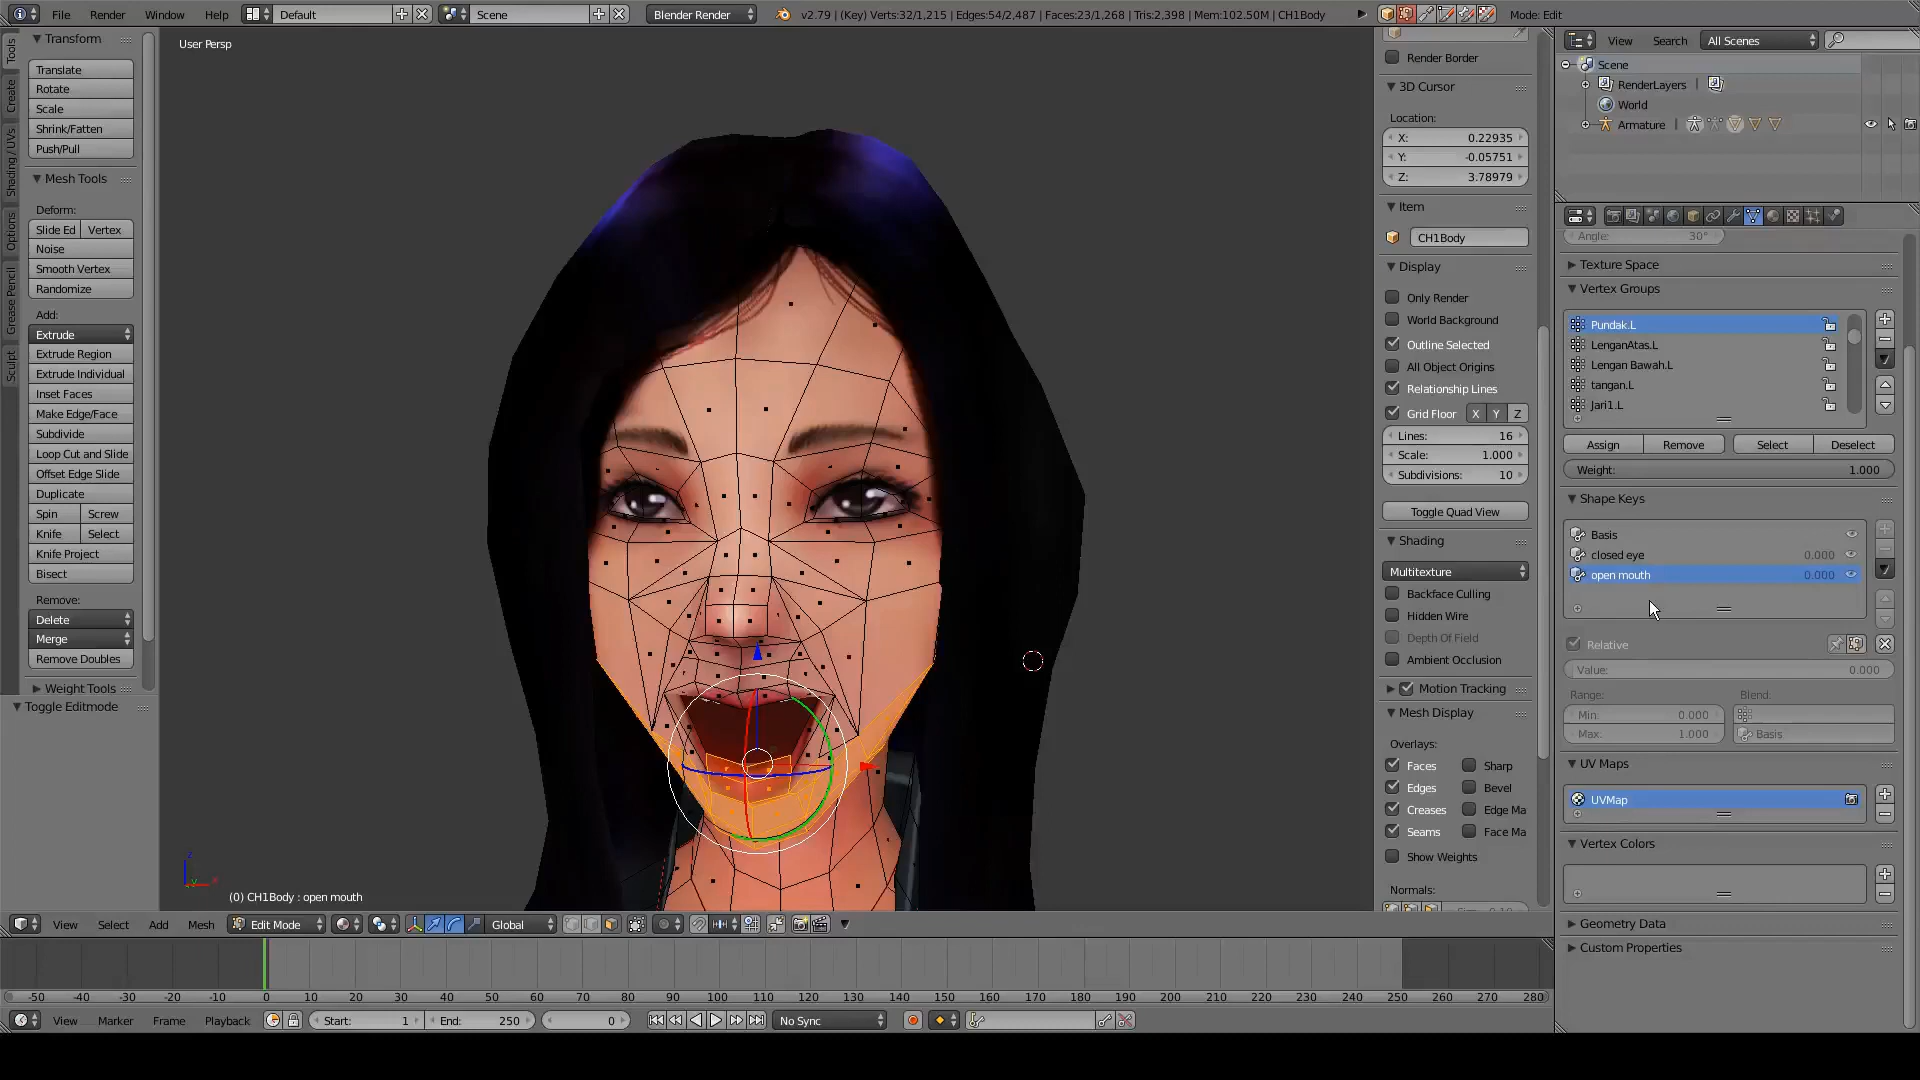 File Render Window Help Default Scene Blender Render v2.79 | (Key) Verts:32/1,215 | Edges:54/2,487 | Faces:23/1,268 | Tris:2,398 | Mem:102.50M | CH1Body Mode: Edit
Tools
Create
Shading / UVs
Options
Grease Pencil
Sculpt
Transform
Translate
Rotate
Scale
Shrink/Fatten
Push/Pull
Mesh Tools
Deform:
Slide Ed Vertex
Noise
Smooth Vertex
Randomize
Add:
Extrude
Extrude Region
Extrude Individual
Inset Faces
Make Edge/Face
Subdivide
Loop Cut and Slide
Offset Edge Slide
Duplicate
Spin Screw
Knife Select
Knife Project
Bisect
Remove:
Delete
Merge
Remove Doubles
Weight Tools
Toggle Editmode
User Persp
(0) CH1Body : open mouth
Render Border
3D Cursor
Location:
X: 0.22935
Y: -0.05751
Z: 3.78979
Item
CH1Body
Display
Only Render
World Background
Outline Selected
All Object Origins
Relationship Lines
Grid Floor X Y Z
Lines: 16
Scale: 1.000
Subdivisions: 10
Toggle Quad View
Shading
Multitexture
Backface Culling
Hidden Wire
Depth Of Field
Ambient Occlusion
Motion Tracking
Mesh Display
Overlays:
Faces Sharp
Edges Bevel
Creases Edge Ma
Seams Face Ma
Show Weights
Normals:
View Search All Scenes
Scene
RenderLayers |
World
Armature |
Angle: 30°
Texture Space
Vertex Groups
Pundak.L
LenganAtas.L
Lengan Bawah.L
tangan.L
Jari1.L
Assign Remove Select Deselect
Weight: 1.000
Shape Keys
Basis
closed eye 0.000
open mouth 0.000
Relative
Value: 0.000
Range: Blend:
Min: 0.000
Max: 1.000 Basis
UV Maps
UVMap
Vertex Colors
Geometry Data
Custom Properties
View Select Add Mesh Edit Mode Global
-50 -40 -30 -20 -10 0 10 20 30 40 50 60 70 80 90 100 110 120 130 140 150 160 170 180 190 200 210 220 230 240 250 260 270 280
View Marker Frame Playback Start: 1 End: 250 0 No Sync